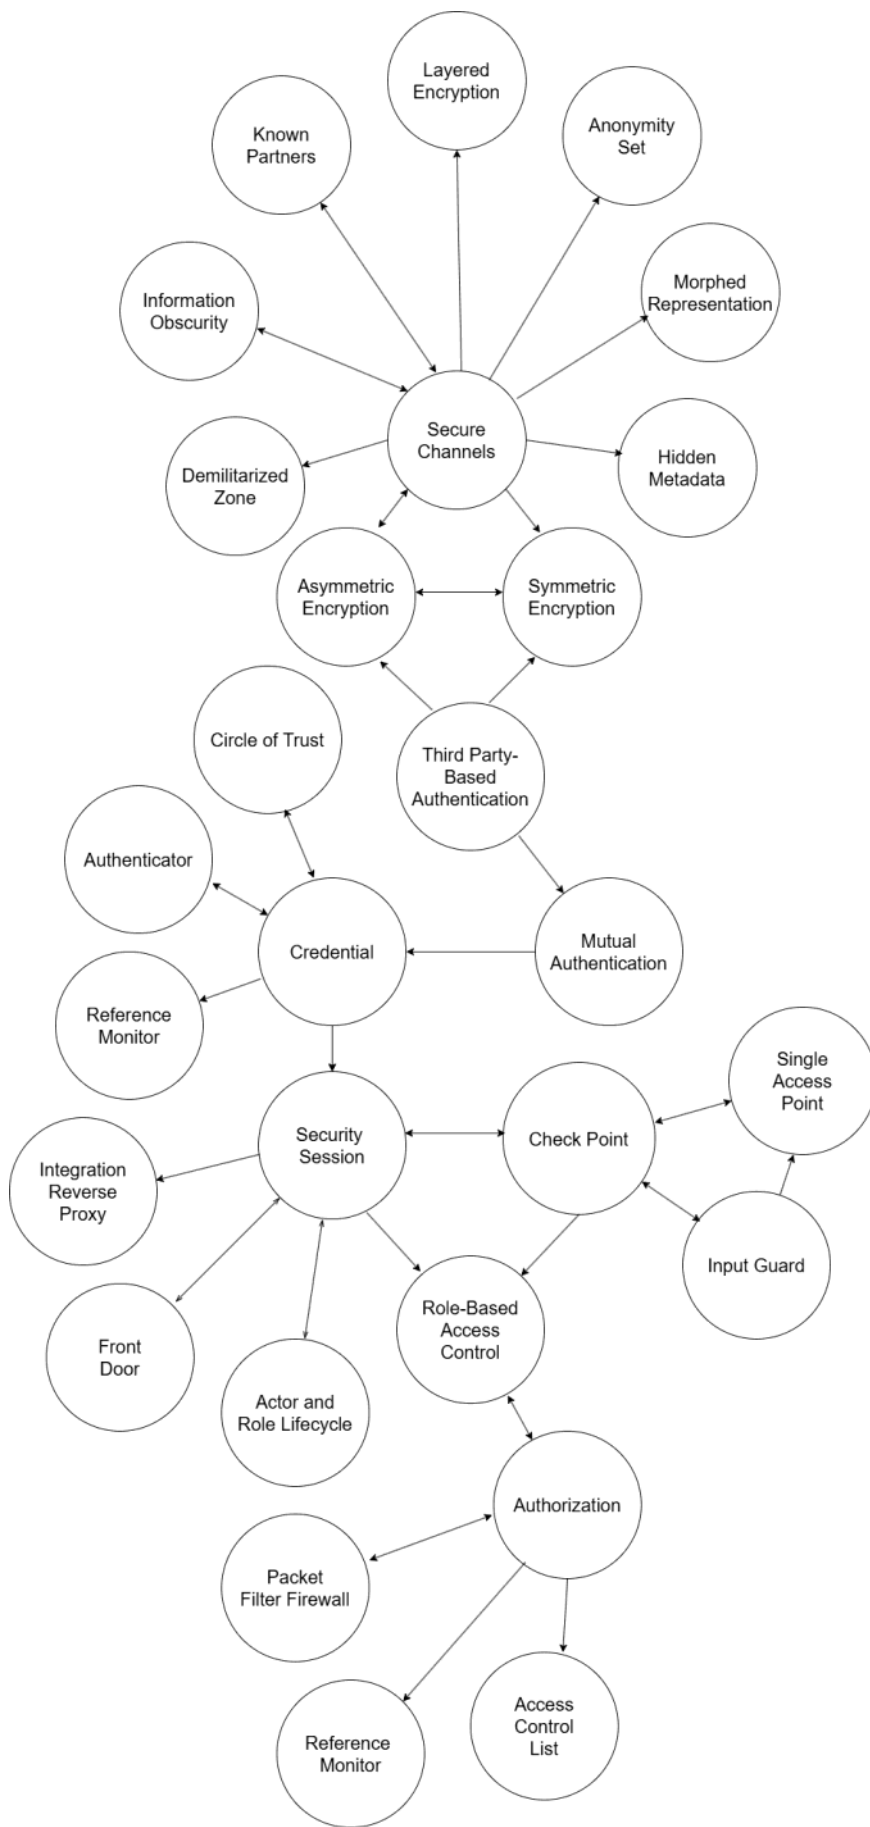 Layered
Encryption
Known
Partners
Anonymity
Set
Information
Obscurity
Morphed
Representation
Secure
Channels
Demilitarized
Zone
Hidden
Metadata
Asymmetric
Encryption
Symmetric
Encryption
Circle of Trust
Third Party-
Based
Authentication
Authenticator
Credential
Mutual
Authentication
Reference
Monitor
Single
Access
Point
Security
Session
Check Point
Integration
Reverse
Proxy
Input Guard
Role-Based
Access
Control
Front
Door
Actor and
Role Lifecycle
Authorization
Packet
Filter Firewall
Reference
Monitor
Access
Control
List